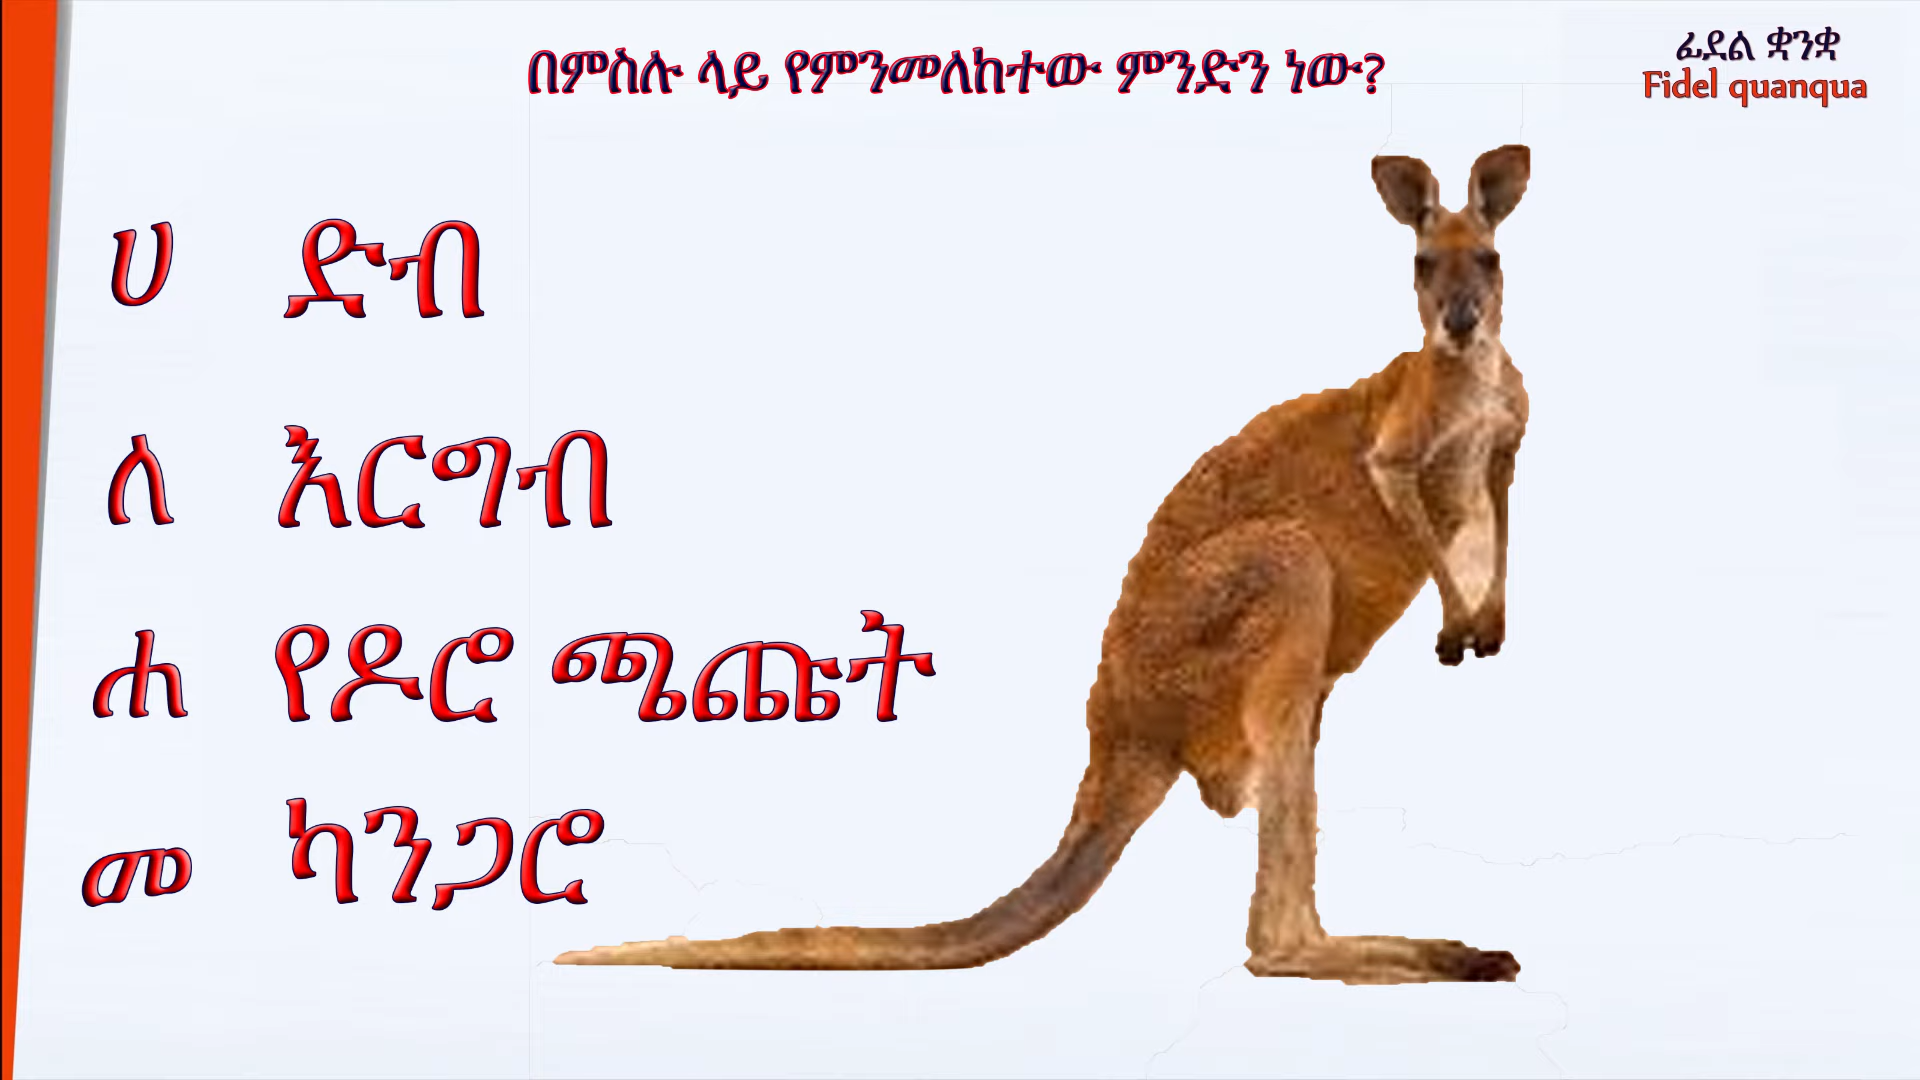 በምስሉ ላይ የምንመለከተው ምንድን ነው?
ፊደል ቋንቋ
Fidel quanqua
ሀ ድብ
ለ እርግብ
ሐ የዶሮ ጫጩት
መ ካንጋሮ